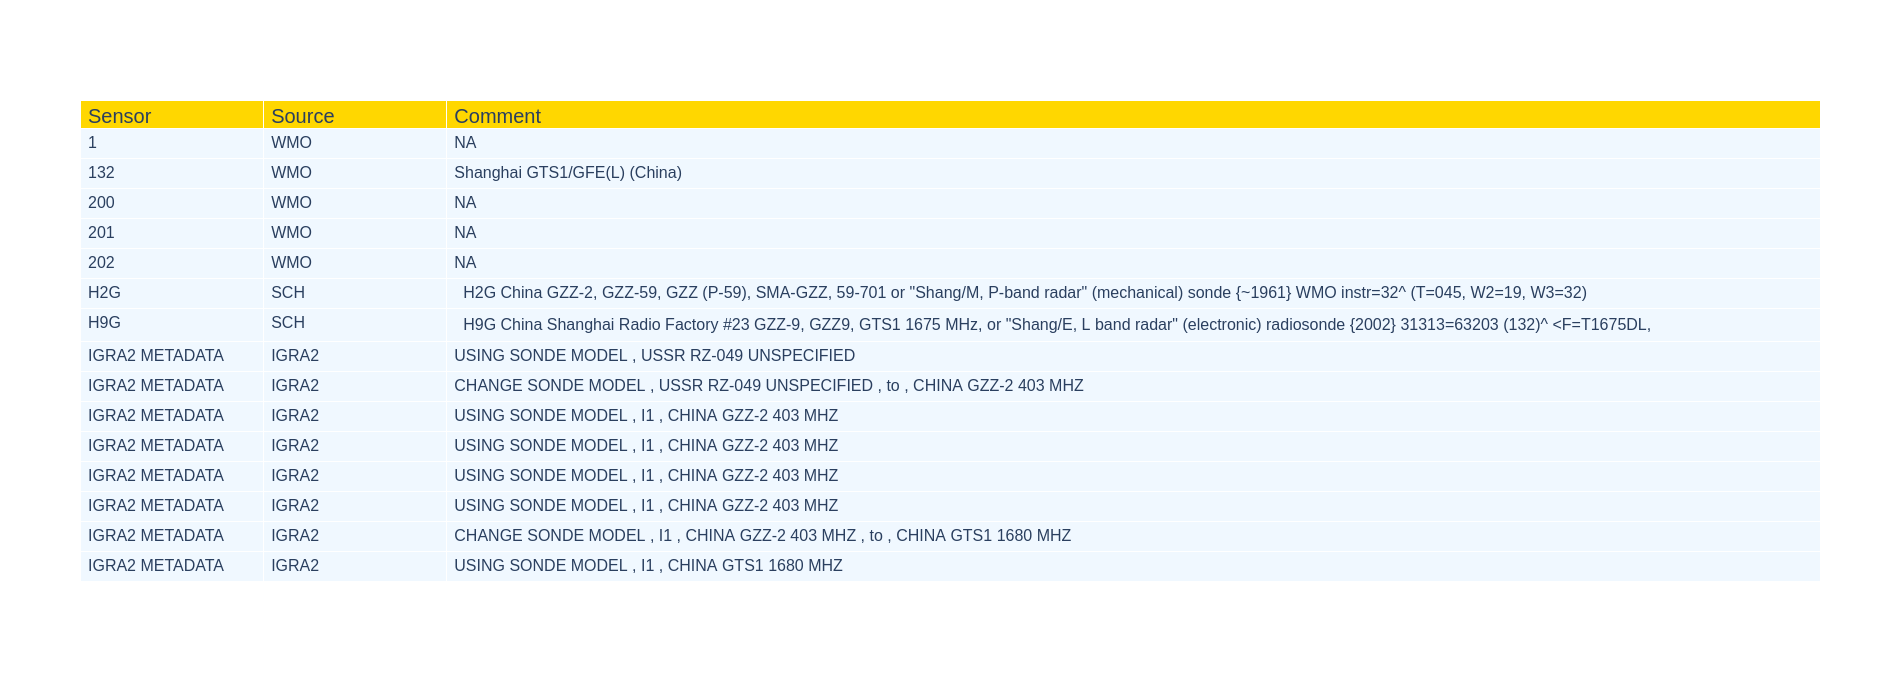 Sensor Source Comment
1 WMO NA
132 WMO Shanghai GTS1/GFE(L) (China)
200 WMO NA
201 WMO NA
202 WMO NA
H2G SCH H2G China GZZ-2, GZZ-59, GZZ (P-59), SMA-GZZ, 59-701 or "Shang/M, P-band radar" (mechanical) sonde {~1961} WMO instr=32^ (T=045, W2=19, W3=32)
H9G SCH H9G China Shanghai Radio Factory #23 GZZ-9, GZZ9, GTS1 1675 MHz, or "Shang/E, L band radar" (electronic) radiosonde {2002} 31313=63203 (132)^ <F=T1675DL,
IGRA2 METADATA IGRA2 USING SONDE MODEL , USSR RZ-049 UNSPECIFIED
IGRA2 METADATA IGRA2 CHANGE SONDE MODEL , USSR RZ-049 UNSPECIFIED , to , CHINA GZZ-2 403 MHZ
IGRA2 METADATA IGRA2 USING SONDE MODEL , I1 , CHINA GZZ-2 403 MHZ
IGRA2 METADATA IGRA2 USING SONDE MODEL , I1 , CHINA GZZ-2 403 MHZ
IGRA2 METADATA IGRA2 USING SONDE MODEL , I1 , CHINA GZZ-2 403 MHZ
IGRA2 METADATA IGRA2 USING SONDE MODEL , I1 , CHINA GZZ-2 403 MHZ
IGRA2 METADATA IGRA2 CHANGE SONDE MODEL , I1 , CHINA GZZ-2 403 MHZ , to , CHINA GTS1 1680 MHZ
IGRA2 METADATA IGRA2 USING SONDE MODEL , I1 , CHINA GTS1 1680 MHZ